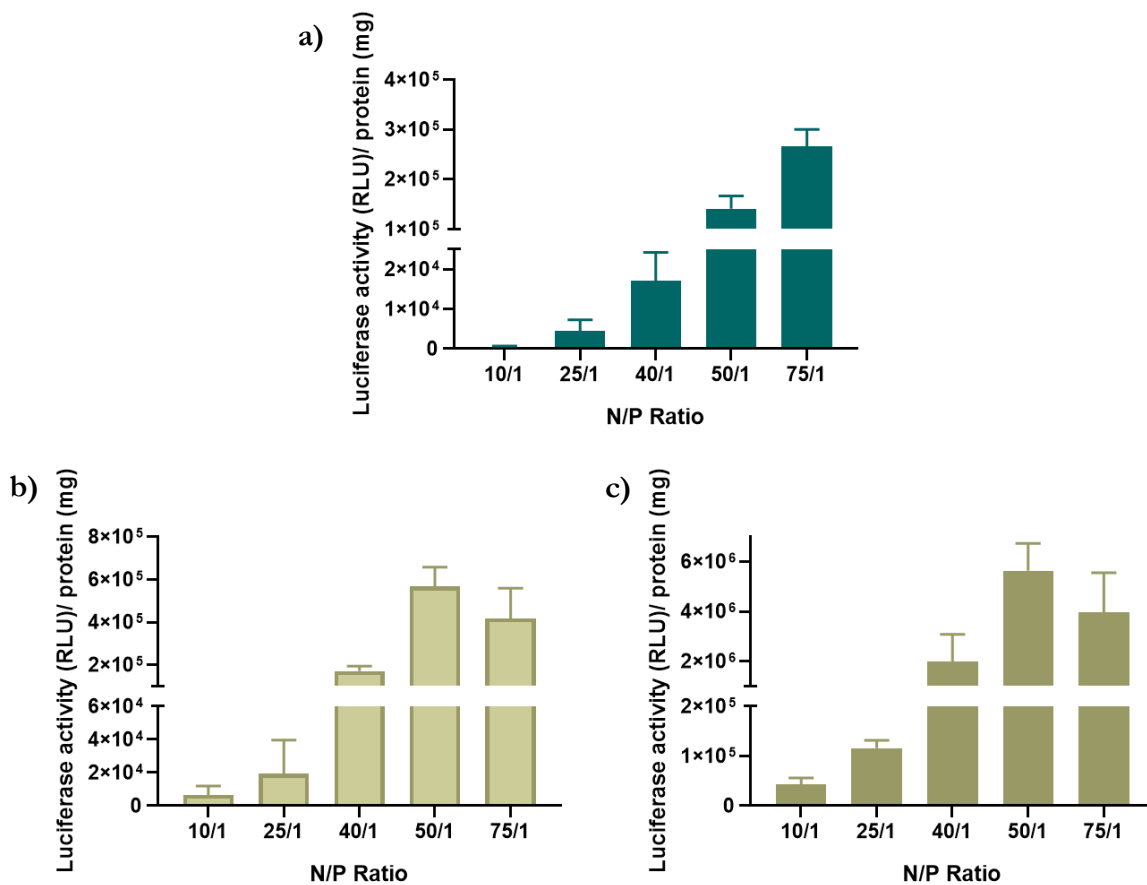 a)
Luciferase activity (RLU)/ protein (mg)
4×10⁵
3×10⁵
2×10⁵
1×10⁵
2×10⁴
1×10⁴
0
10/1 25/1 40/1 50/1 75/1
N/P Ratio
b)
Luciferase activity (RLU)/ protein (mg)
8×10⁵
6×10⁵
4×10⁵
2×10⁵
6×10⁴
4×10⁴
2×10⁴
0
10/1 25/1 40/1 50/1 75/1
N/P Ratio
c)
Luciferase activity (RLU)/ protein (mg)
6×10⁶
4×10⁶
2×10⁶
2×10⁵
1×10⁵
0
10/1 25/1 40/1 50/1 75/1
N/P Ratio